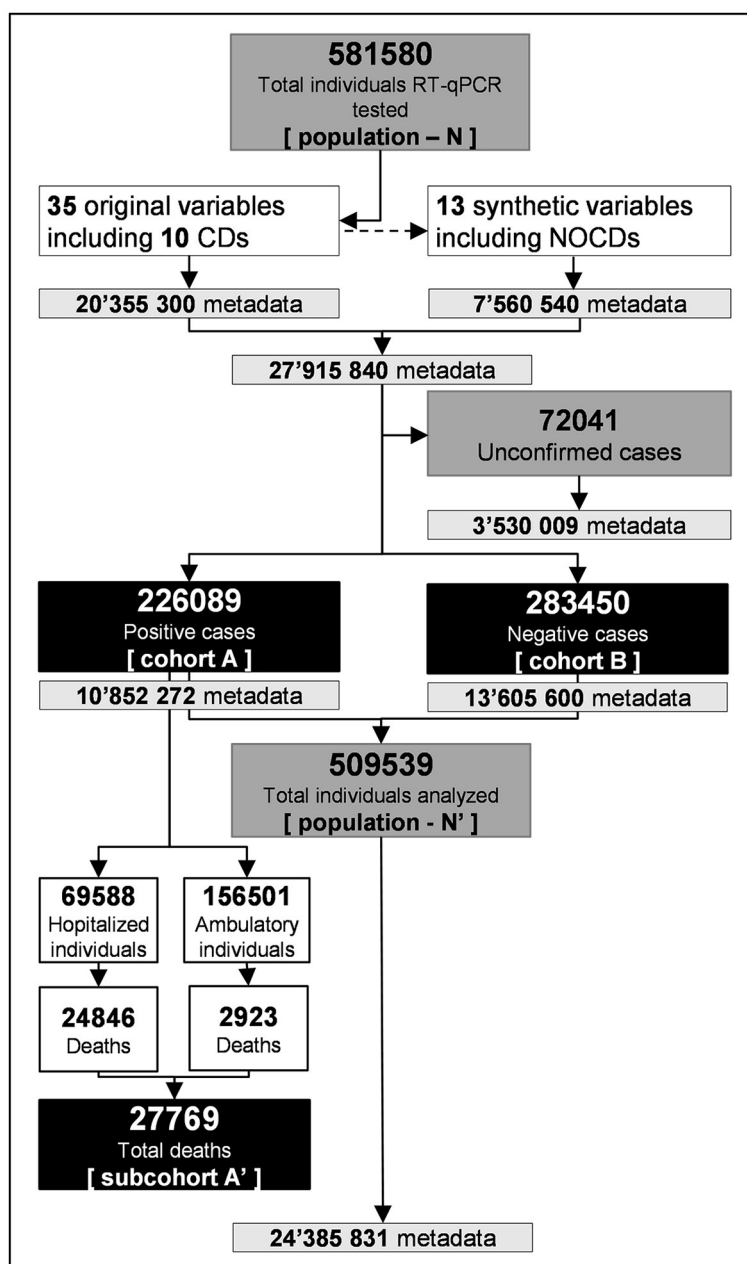 581580
Total individuals RT-qPCR
tested
[ population – N ]
35 original variables
including 10 CDs
13 synthetic variables
including NOCDs
20’355 300 metadata
7’560 540 metadata
27’915 840 metadata
72041
Unconfirmed cases
3’530 009 metadata
226089
Positive cases
[ cohort A ]
283450
Negative cases
[ cohort B ]
10’852 272 metadata
13’605 600 metadata
509539
Total individuals analyzed
[ population - N’ ]
69588
Hopitalized
individuals
156501
Ambulatory
individuals
24846
Deaths
2923
Deaths
27769
Total deaths
[ subcohort A’ ]
24’385 831 metadata